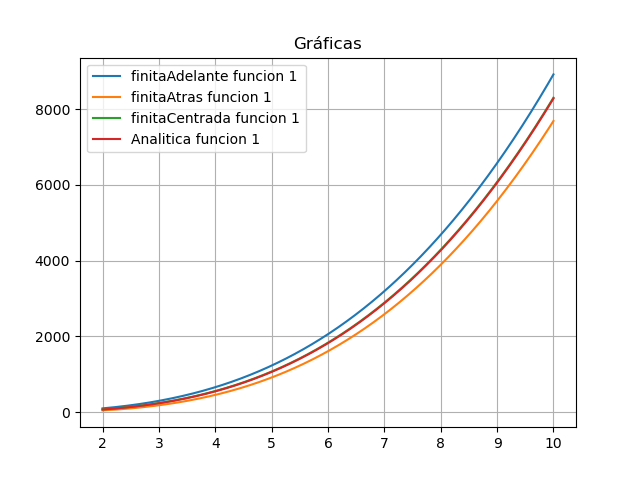 Gráficas
finitaAdelante funcion 1
finitaAtras funcion 1
finitaCentrada funcion 1
Analitica funcion 1
8000
6000
4000
2000
0
2 3 4 5 6 7 8 9 10